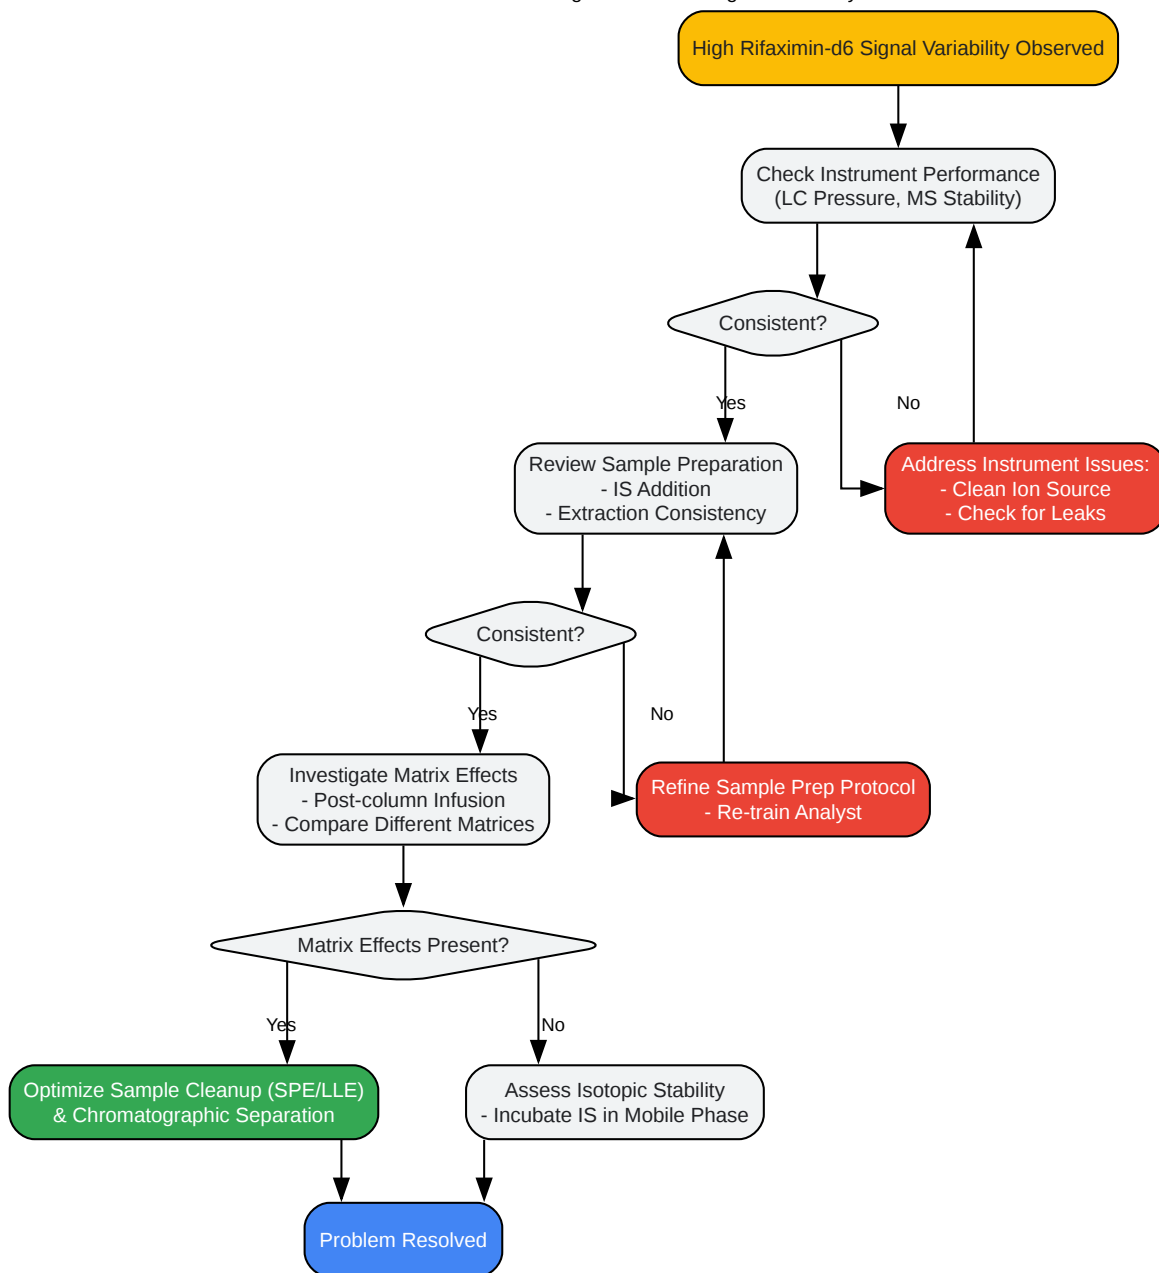 High Rifaximin-d6 Signal Variability Observed
Check Instrument Performance
(LC Pressure, MS Stability)
Consistent?
Yes
No
Review Sample Preparation
- IS Addition
- Extraction Consistency
Address Instrument Issues:
- Clean Ion Source
- Check for Leaks
Consistent?
Yes
No
Investigate Matrix Effects
- Post-column Infusion
- Compare Different Matrices
Refine Sample Prep Protocol
- Re-train Analyst
Matrix Effects Present?
Yes
No
Optimize Sample Cleanup (SPE/LLE)
& Chromatographic Separation
Assess Isotopic Stability
- Incubate IS in Mobile Phase
Problem Resolved